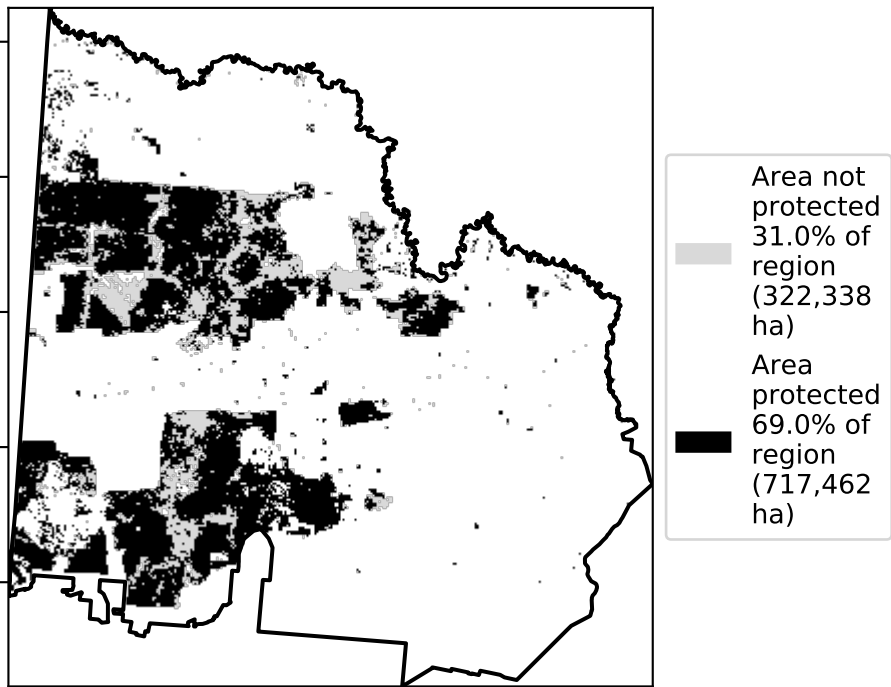 Area not
protected
31.0% of
region
(322,338
ha)
Area
protected
69.0% of
region
(717,462
ha)